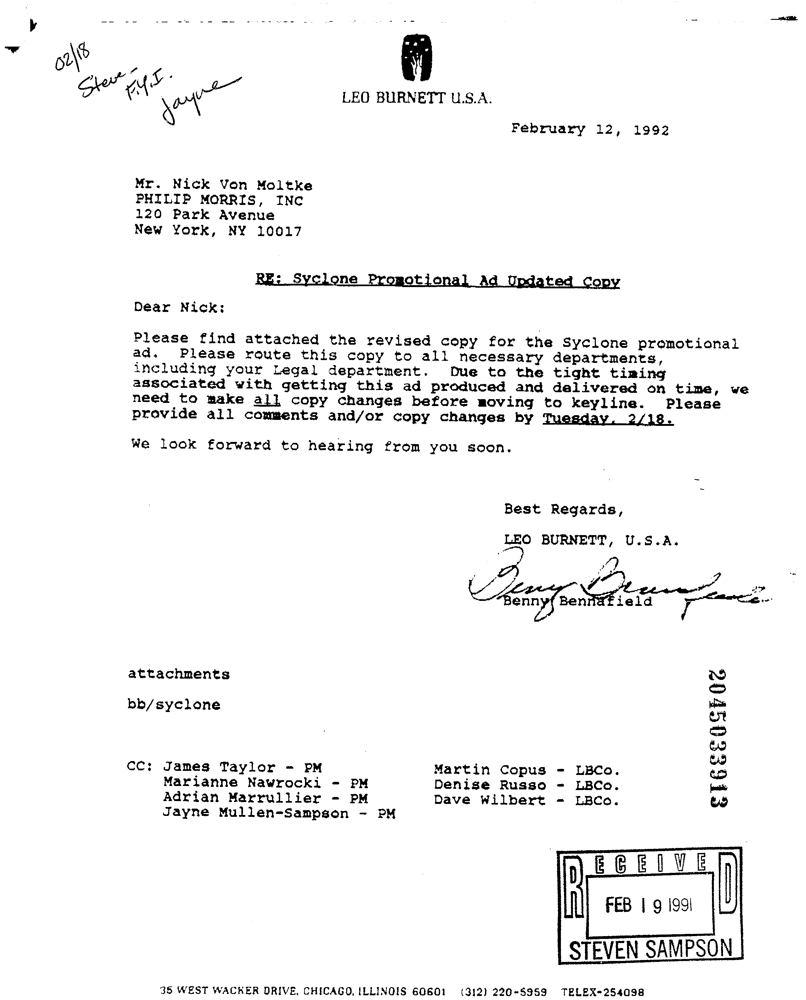 02/18
Steve-
F.Y.I.
Jayne
LEO BURNETT U.S.A.
February 12, 1992
Mr. Nick Von Moltke
PHILIP MORRIS, INC
120 Park Avenue
New York, NY 10017
RE: Syclone Promotional Ad Updated Copy
Dear Nick:
Please find attached the revised copy for the Syclone promotional
ad. Please route this copy to all necessary departments,
including your Legal department. Due to the tight timing
associated with getting this ad produced and delivered on time, we
need to make all copy changes before moving to keyline. Please
provide all comments and/or copy changes by Tuesday, 2/18.
We look forward to hearing from you soon.
Best Regards,
LEO BURNETT, U.S.A.
Benny Bennafield
Benny Bennafield
attachments
bb/syclone
CC: James Taylor - PM
Marianne Nawrocki - PM
Adrian Marrullier - PM
Jayne Mullen-Sampson - PM
Martin Copus - LBCo.
Denise Russo - LBCo.
Dave Wilbert - LBCo.
2045033913
RECEIVED
FEB 19 1991
STEVEN SAMPSON
35 WEST WACKER DRIVE, CHICAGO, ILLINOIS 60601 (312) 220-5959 TELEX-254098